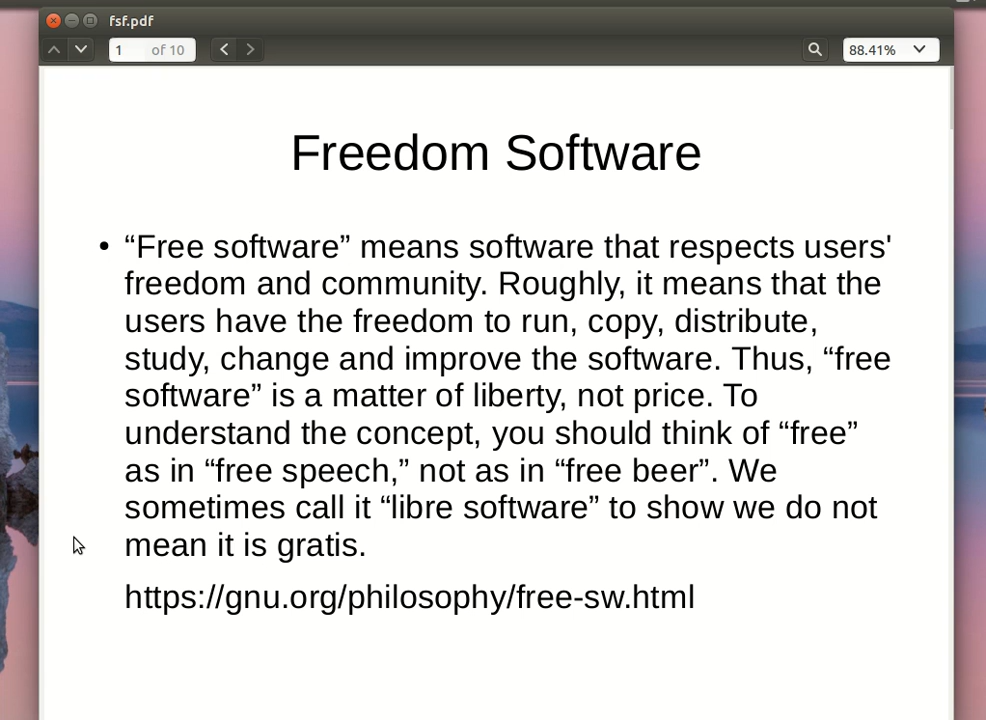 fsf.pdf
1 of 10
88.41%
Freedom Software
• “Free software” means software that respects users'
freedom and community. Roughly, it means that the
users have the freedom to run, copy, distribute,
study, change and improve the software. Thus, “free
software” is a matter of liberty, not price. To
understand the concept, you should think of “free”
as in “free speech,” not as in “free beer”. We
sometimes call it “libre software” to show we do not
mean it is gratis.
https://gnu.org/philosophy/free-sw.html